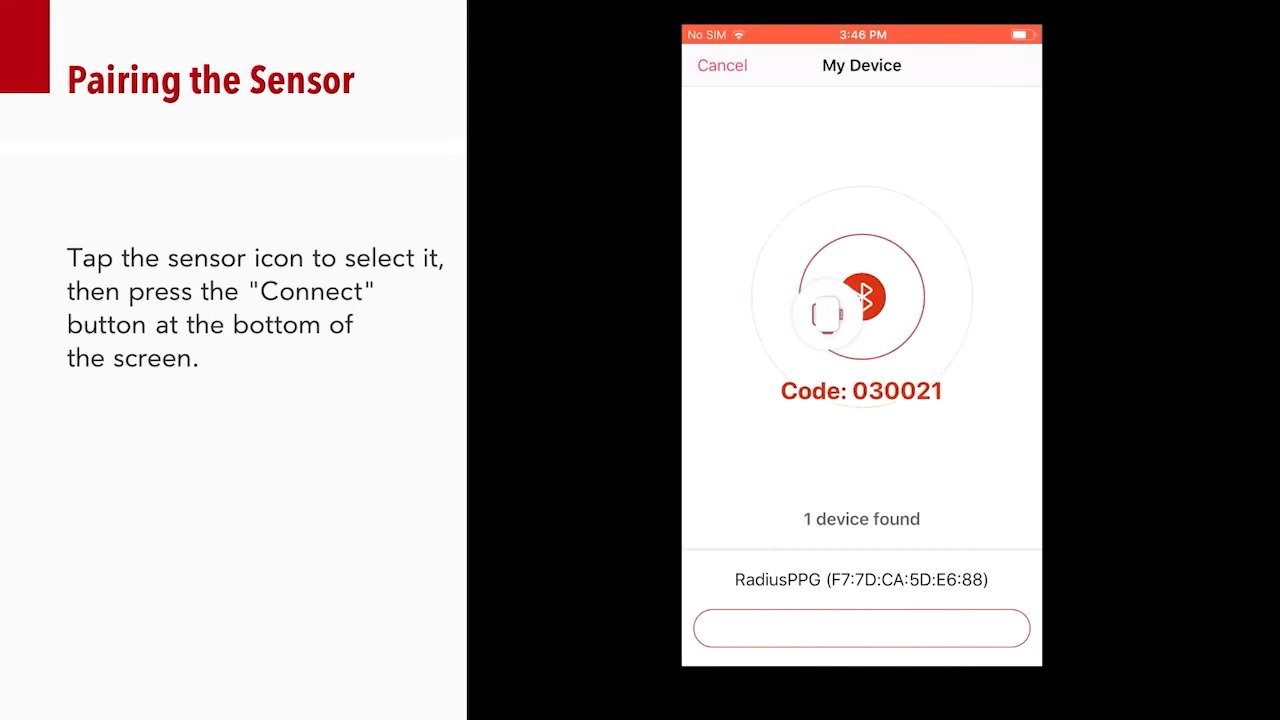 Pairing the Sensor
Tap the sensor icon to select it,
then press the "Connect"
button at the bottom of
the screen.
No SIM
3:46 PM
Cancel
My Device
Code: 030021
1 device found
RadiusPPG (F7:7D:CA:5D:E6:88)